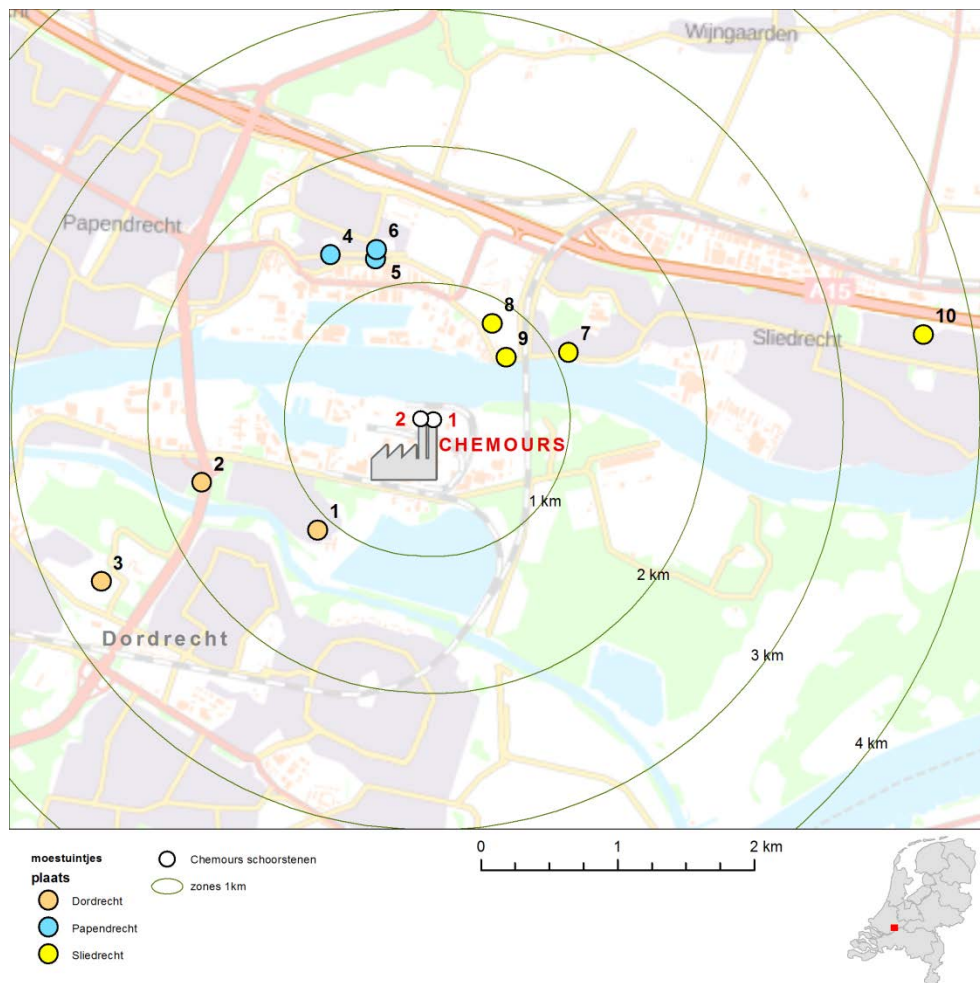 cht
Wijngaarden
Papendrecht
4
6
5
8
9
7
10
A15
Sliedrecht
2
1
CHEMOURS
2
1
3
1 km
2 km
Dordrecht
3 km
4 km
moestuintjes
plaats
Dordrecht
Papendrecht
Sliedrecht
Chemours schoorstenen
zones 1km
0 1 2 km